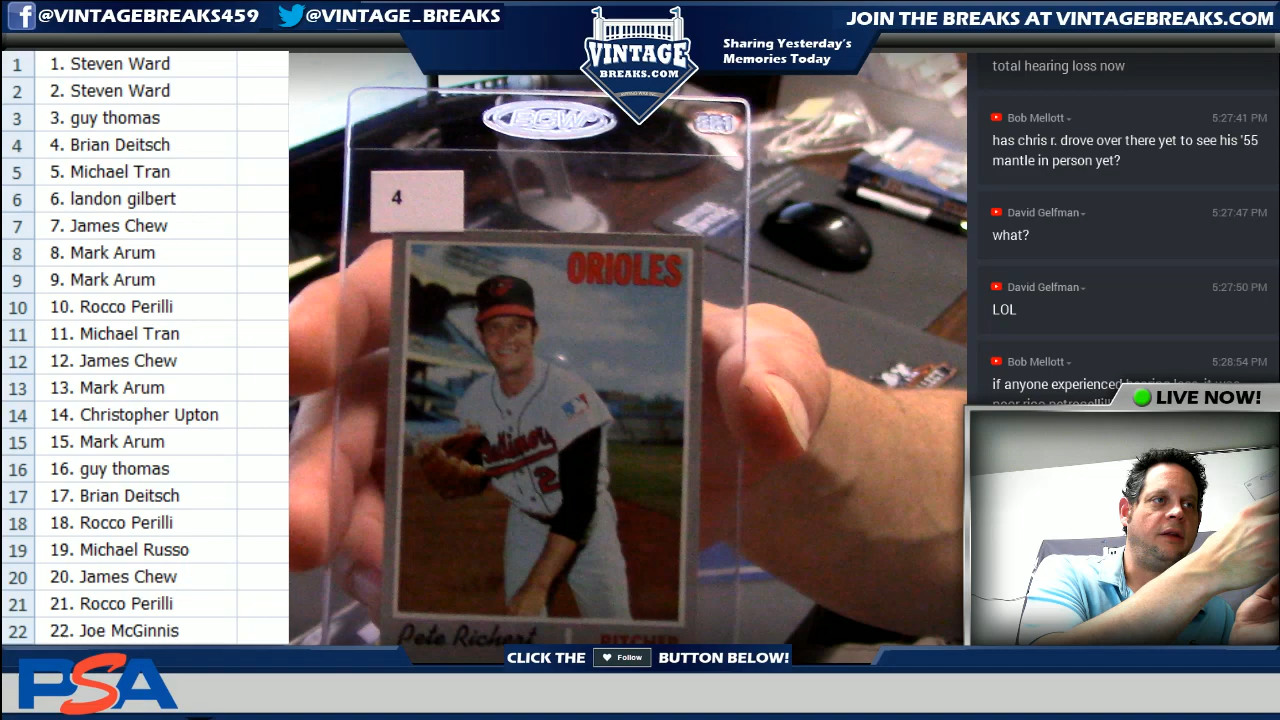 @VINTAGEBREAKS459 @VINTAGE_BREAKS
JOIN THE BREAKS AT VINTAGEBREAKS.COM
VINTAGE
BREAKS.COM
Sharing Yesterday's
Memories Today
1 1. Steven Ward
2 2. Steven Ward
3 3. guy thomas
4 4. Brian Deitsch
5 5. Michael Tran
6 6. landon gilbert
7 7. James Chew
8 8. Mark Arum
9 9. Mark Arum
10 10. Rocco Perilli
11 11. Michael Tran
12 12. James Chew
13 13. Mark Arum
14 14. Christopher Upton
15 15. Mark Arum
16 16. guy thomas
17 17. Brian Deitsch
18 18. Rocco Perilli
19 19. Michael Russo
20 20. James Chew
21 21. Rocco Perilli
22 22. Joe McGinnis
4
ORIOLES
Baltimore
2
Pete Richert
PITCHER
total hearing loss now
Bob Mellott 5:27:41 PM
has chris r. drove over there yet to see his '55
mantle in person yet?
David Gelfman 5:27:47 PM
what?
David Gelfman 5:27:50 PM
LOL
Bob Mellott 5:28:54 PM
if anyone experienced
LIVE NOW!
CLICK THE Follow BUTTON BELOW!
PSA